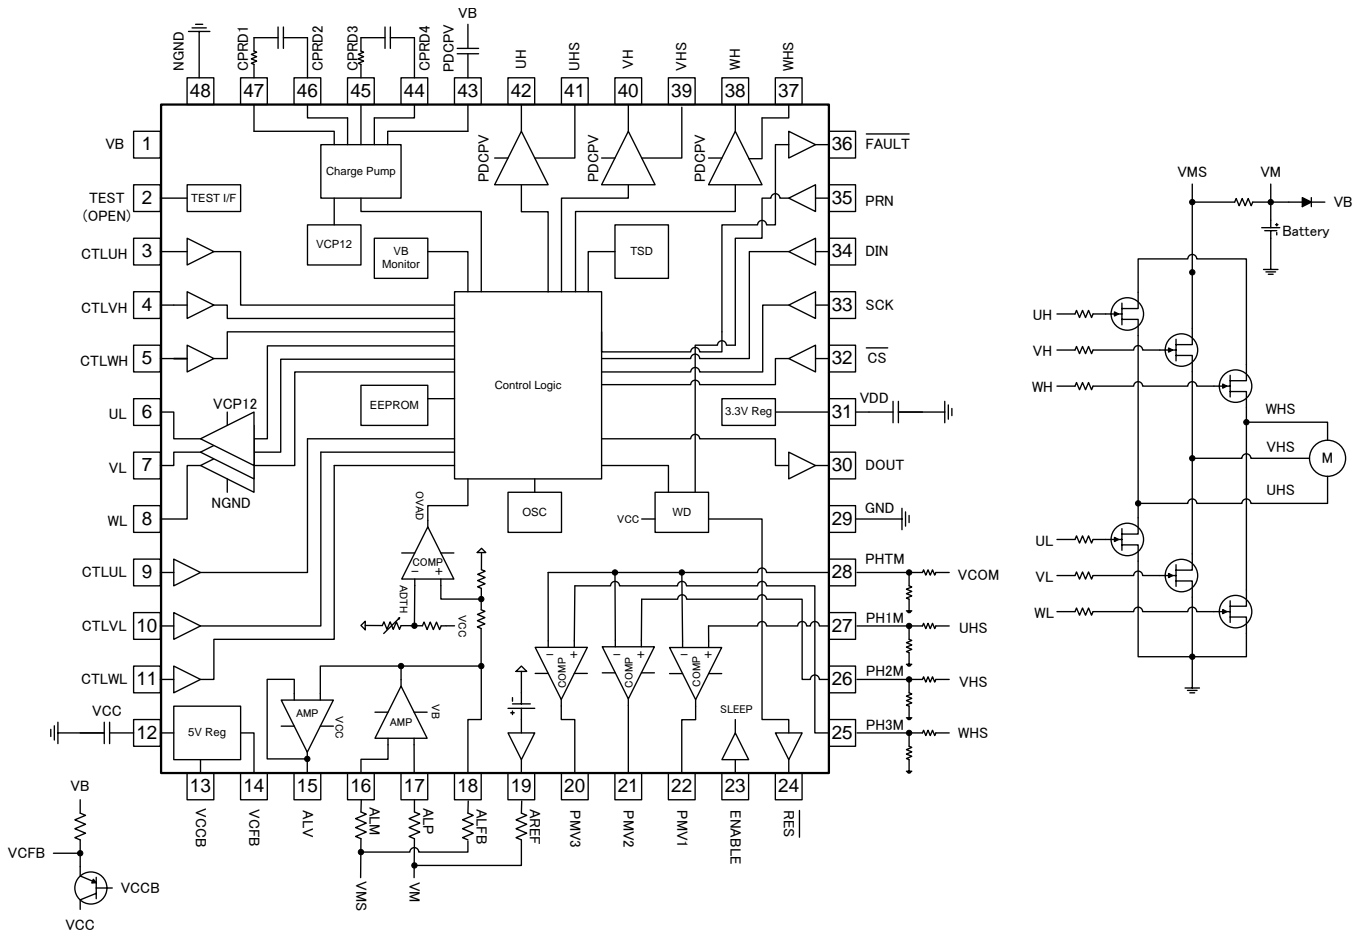 NGND
CPRD1
CPRD2
CPRD3
CPRD4
PDCPV
VB
UH
UHS
VH
VHS
WH
WHS
48 47 46 45 44 43 42 41 40 39 38 37
VB 1
TEST 2
(OPEN)
CTLUH 3
CTLVH 4
CTLWH 5
UL 6
VL 7
WL 8
CTLUL 9
CTLVL 10
CTLWL 11
VCC
12
TEST I/F
Charge Pump
VCP12
VB
Monitor
PDCPV
PDCPV
PDCPV
TSD
Control Logic
EEPROM
VCP12
NGND
3.3V Reg
OSC
VCC
WD
OVAD
COMP
－ +
ADTH
VCC
5V Reg
AMP
VCC
AMP
VB
-
+
－ +
COMP
－ +
COMP
－ +
COMP
SLEEP
36 FAULT
35 PRN
34 DIN
33 SCK
32 CS
31 VDD
30 DOUT
29 GND
28 PHTM
VCOM
27 PH1M
UHS
26 PH2M
VHS
25 PH3M
WHS
13 14 15 16 17 18 19 20 21 22 23 24
VCCB
VCFB
ALV
ALM
ALP
ALFB
AREF
PMV3
PMV2
PMV1
ENABLE
RES
VMS
VM
VB
VCFB
VCCB
VCC
VMS
VM
VB
+
Battery
UH
VH
WH
WHS
VHS
M
UHS
UL
VL
WL